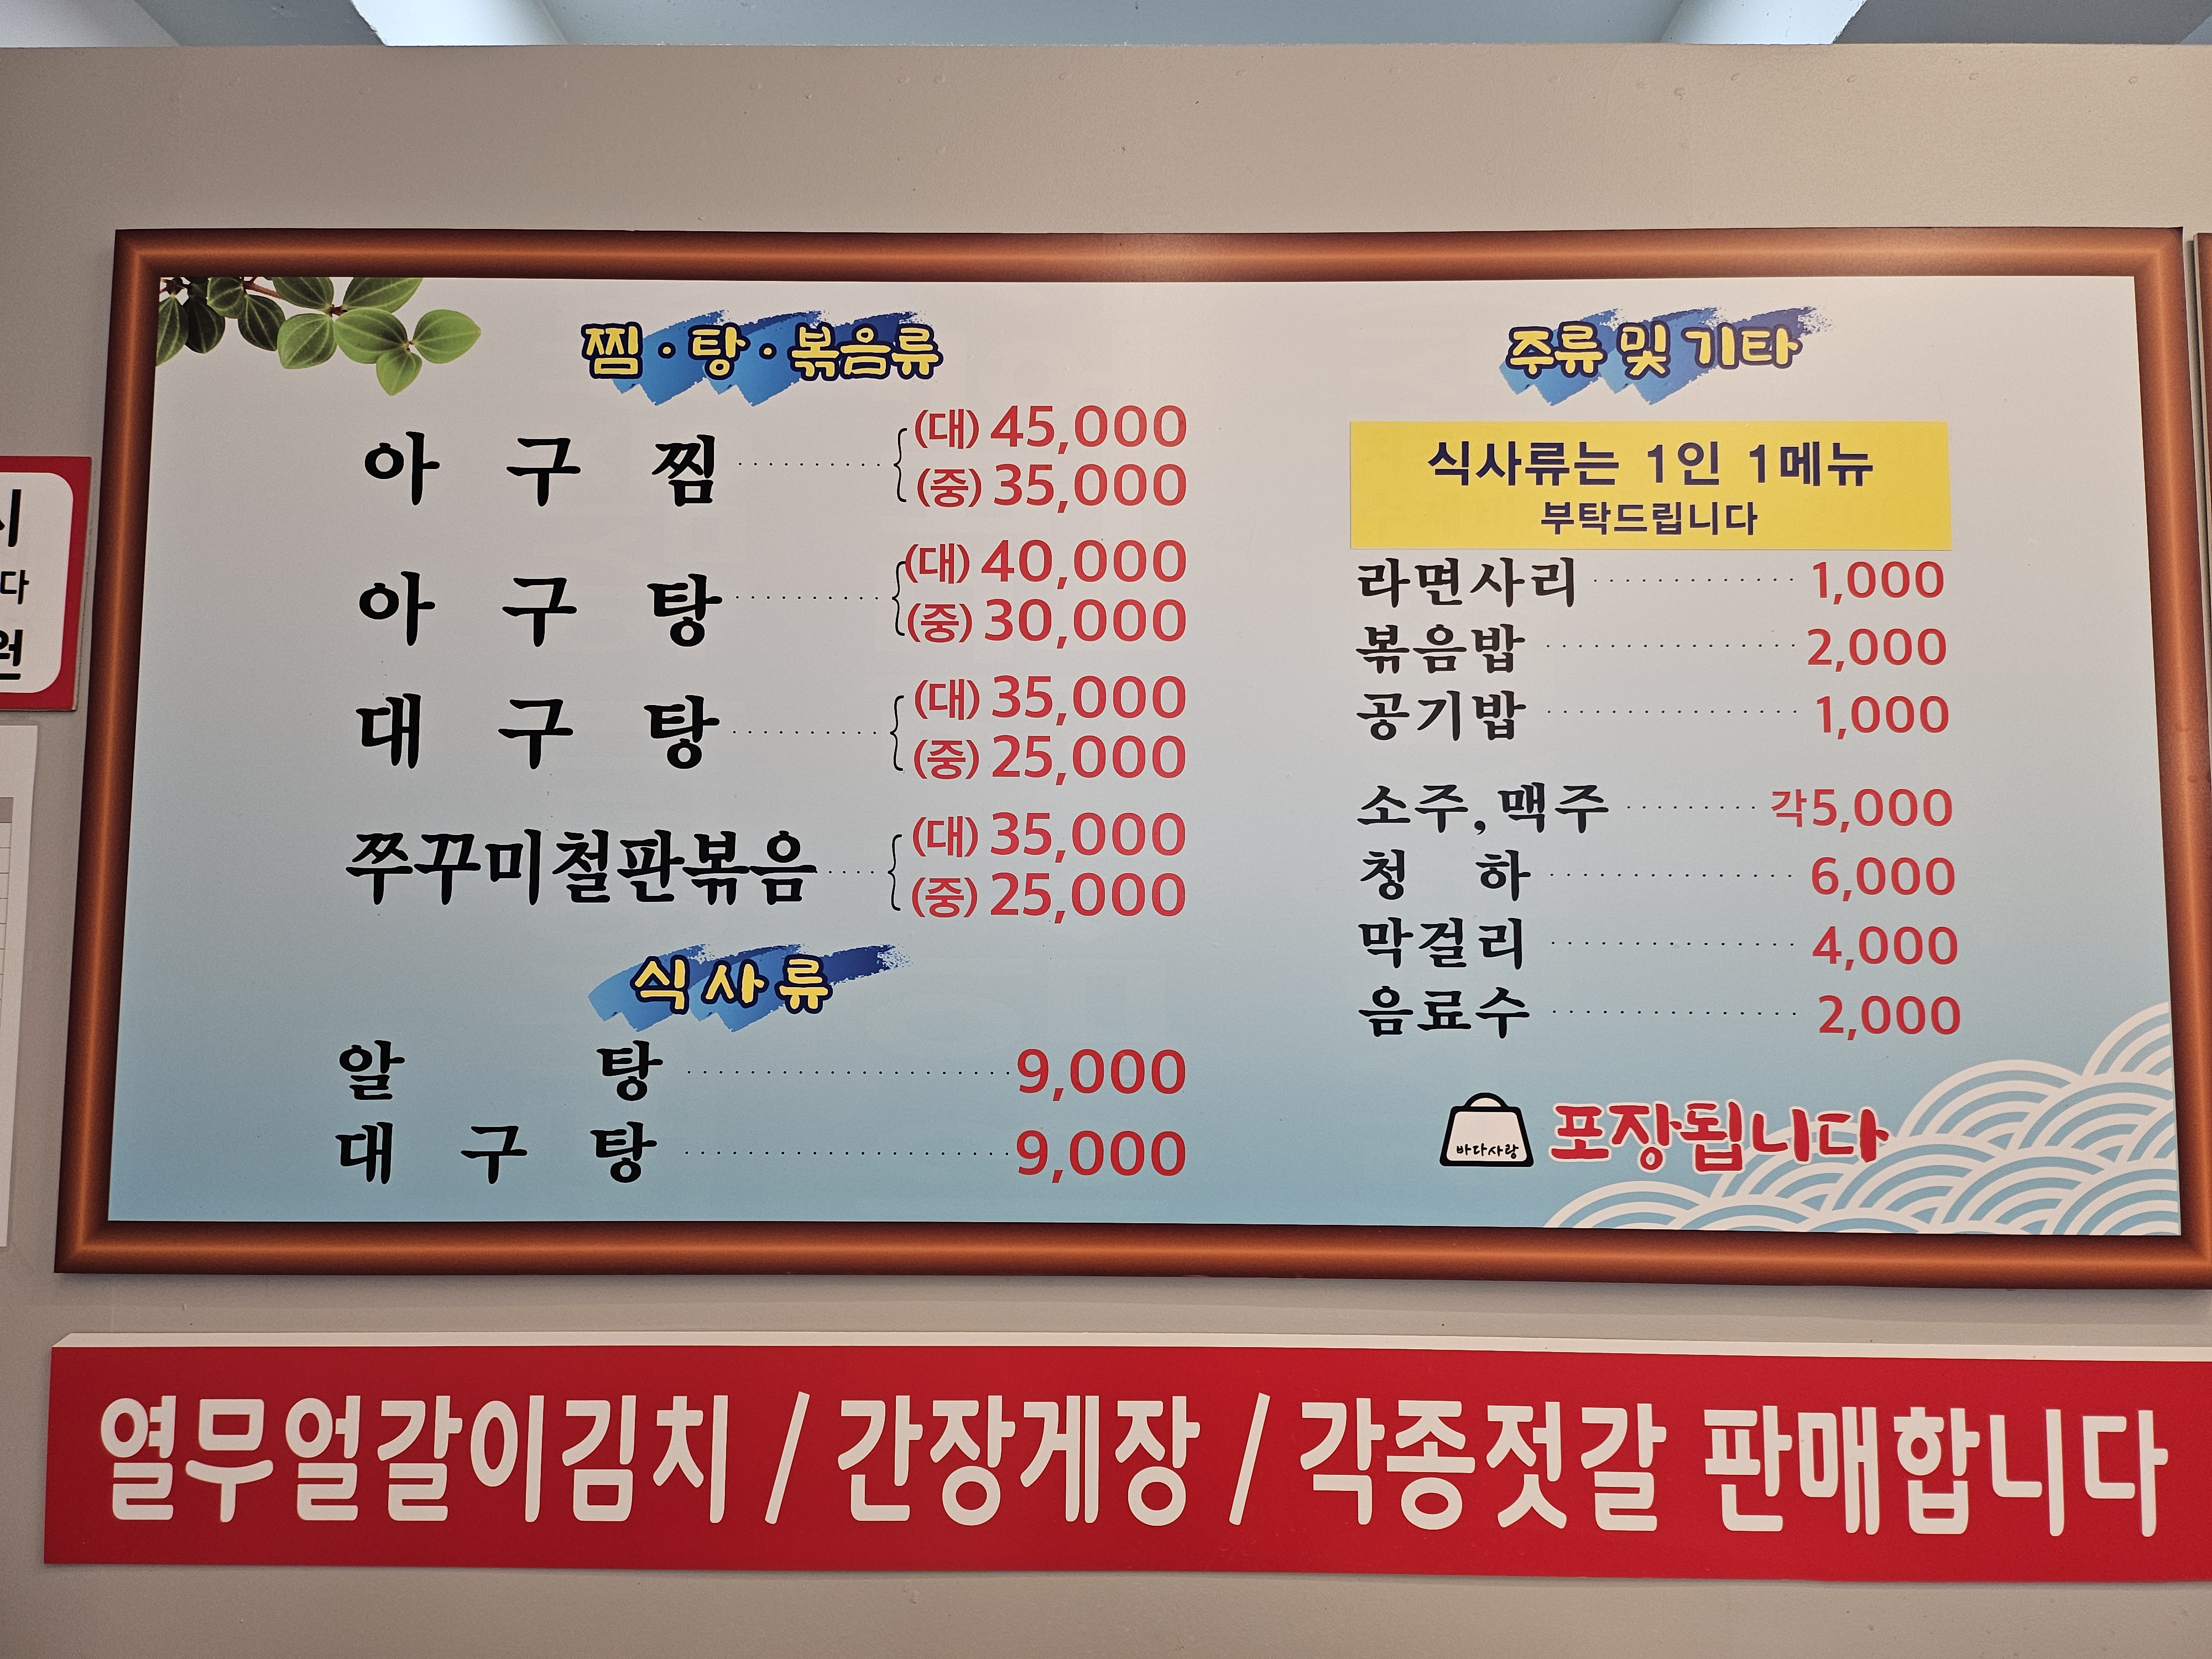 찜·탕·볶음류
아 구 찜 (대) 45,000
(중) 35,000
아 구 탕 (대) 40,000
(중) 30,000
대 구 탕 (대) 35,000
(중) 25,000
쭈꾸미철판볶음 (대) 35,000
(중) 25,000
식사류
알 탕 9,000
대 구 탕 9,000
주류 및 기타
식사류는 1인 1메뉴
부탁드립니다
라면사리 1,000
볶음밥 2,000
공기밥 1,000
소주, 맥주 각5,000
청 하 6,000
막걸리 4,000
음료수 2,000
바다사랑
포장됩니다
열무얼갈이김치 / 간장게장 / 각종젓갈 판매합니다